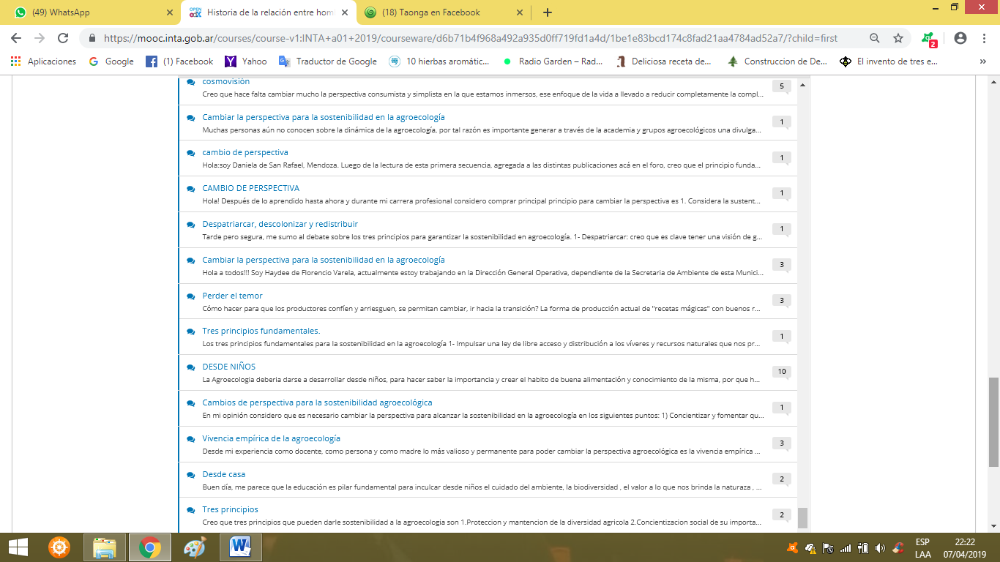 (49) WhatsApp
OPEN edX
Historia de la relación entre hom
(18) Taonga en Facebook
https://mooc.inta.gob.ar/courses/course-v1:INTA+a01+2019/courseware/d6b71b4f968a492a935d0ff719fd1a4d/1be1e83bcd174c8fad21aa4784ad52a7/?child=first
2
Aplicaciones
Google
(1) Facebook
Yahoo
Traductor de Google
10 hierbas aromátic...
Radio Garden – Rad...
Deliciosa receta de...
Construccion de De...
El invento de tres e...
»
cosmovisión
5
Creo que hace falta cambiar mucho la perspectiva consumista y simplista en la que estamos inmersos, ese enfoque de la vida a llevado a reducir completamente la compl...
Cambiar la perspectiva para la sostenibilidad en la agroecología
1
Muchas personas aún no conocen sobre la dinámica de la agroecología, por tal razón es importante generar a través de la academia y grupos agroecológicos una divulga...
cambio de perspectiva
1
Hola:soy Daniela de San Rafael, Mendoza. Luego de la lectura de esta primera secuencia, agregada a las distintas publicaciones acá en el foro, creo que el principio funda...
CAMBIO DE PERSPECTIVA
1
Hola! Después de lo aprendido hasta ahora y durante mi carrera profesional considero comprar principal principio para cambiar la perspectiva es 1. Considera la sustent...
Despatriarcar, descolonizar y redistribuir
1
Tarde pero segura, me sumo al debate sobre los tres principios para garantizar la sostenibilidad en agroecología. 1- Despatriarcar: creo que es clave tener una visión de g...
Cambiar la perspectiva para la sostenibilidad en la agroecología
3
Hola a todos!!! Soy Haydee de Florencio Varela, actualmente estoy trabajando en la Dirección General Operativa, dependiente de la Secretaria de Ambiente de esta Munici...
Perder el temor
3
Cómo hacer para que los productores confíen y arriesguen, se permitan cambiar, ir hacia la transición? La forma de producción actual de "recetas mágicas" con buenos r...
Tres principios fundamentales.
1
Los tres principios fundamentales para la sostenibilidad en la agroecología 1- Impulsar una ley de libre acceso y distribución a los víveres y recursos naturales que nos pr...
DESDE NIÑOS
10
La Agroecologia deberia darse a desarrollar desde niños, para hacer saber la importancia y crear el habito de buena alimentación y conocimiento de la misma, por que h...
Cambios de perspectiva para la sostenibilidad agroecológica
1
En mi opinión considero que es necesario cambiar la perspectiva para alcanzar la sostenibilidad en la agroecología en los siguientes puntos: 1) Concientizar y fomentar qu...
Vivencia empírica de la agroecología
3
Desde mi experiencia como docente, como persona y como madre lo más valioso y permanente para poder cambiar la perspectiva agroecológica es la vivencia empírica ...
Desde casa
2
Buen día, me parece que la educación es pilar fundamental para inculcar desde niños el cuidado del ambiente, la biodiversidad , el valor a lo que nos brinda la naturaza , ...
Tres principios
2
Creo que tres principios que pueden darle sostenibilidad a la agroecologia son 1.Proteccion y mantencion de la diversidad agricola 2.Concientizacion social de su importa...
ESP
22:22
LAA
07/04/2019